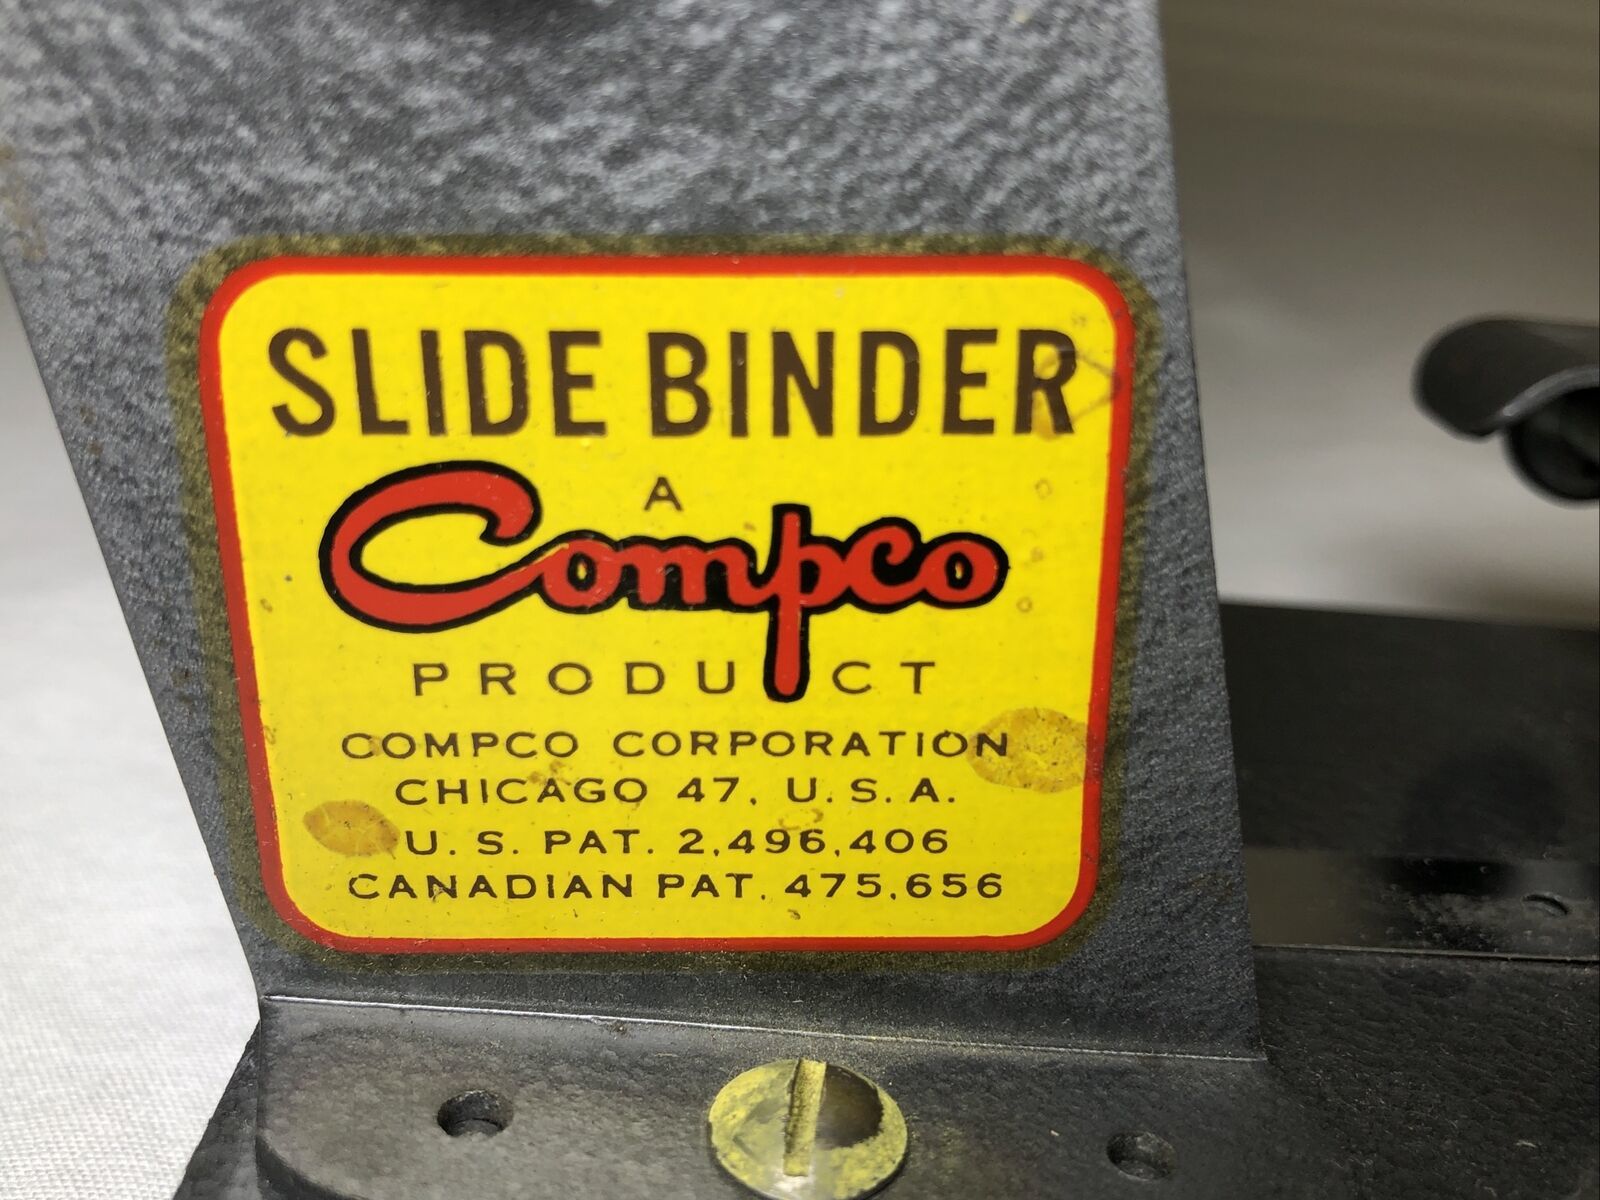 SLIDE BINDER
A
Compco
PRODUCT
COMPCO CORPORATION
CHICAGO 47, U.S.A.
U.S. PAT. 2,496,406
CANADIAN PAT. 475,656